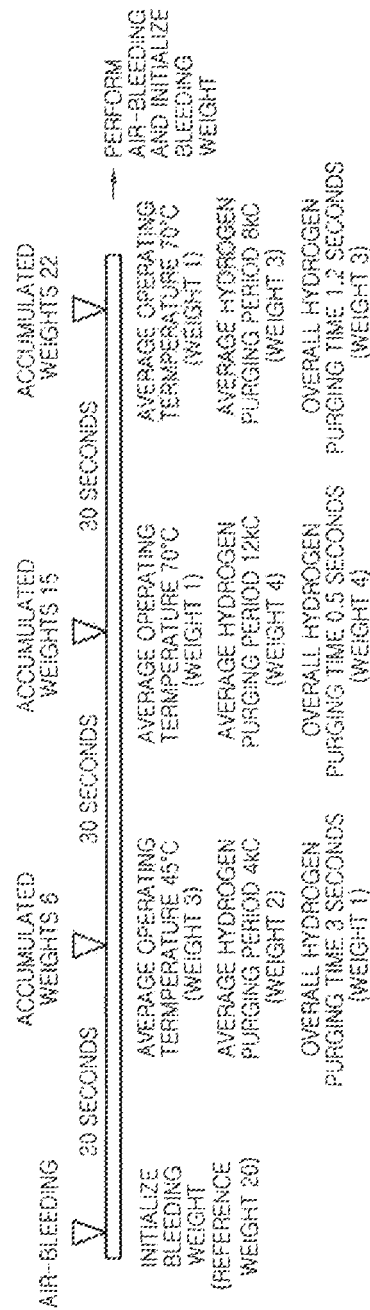 AIR-BLEEDING
ACCUMULATED
WEIGHTS 6
ACCUMULATED
WEIGHTS 15
ACCUMULATED
WEIGHTS 22
30 SECONDS
30 SECONDS
30 SECONDS
→ PERFORM
AIR-BLEEDING
AND INITIALIZE
BLEEDING
WEIGHT
INITIALIZE
BLEEDING
WEIGHT
(REFERENCE
WEIGHT 20)
AVERAGE OPERATING
TERMPERATURE 45°C
(WEIGHT 3)
AVERAGE HYDROGEN
PURGING PERIOD 4kC
(WEIGHT 2)
OVERALL HYDROGEN
PURGING TIME 3 SECONDS
(WEIGHT 1)
AVERAGE OPERATING
TERMPERATURE 70°C
(WEIGHT 1)
AVERAGE HYDROGEN
PURGING PERIOD 12kC
(WEIGHT 4)
OVERALL HYDROGEN
PURGING TIME 0.5 SECONDS
(WEIGHT 4)
AVERAGE OPERATING
TERMPERATURE 70°C
(WEIGHT 1)
AVERAGE HYDROGEN
PURGING PERIOD 8kC
(WEIGHT 3)
OVERALL HYDROGEN
PURGING TIME 1.2 SECONDS
(WEIGHT 3)